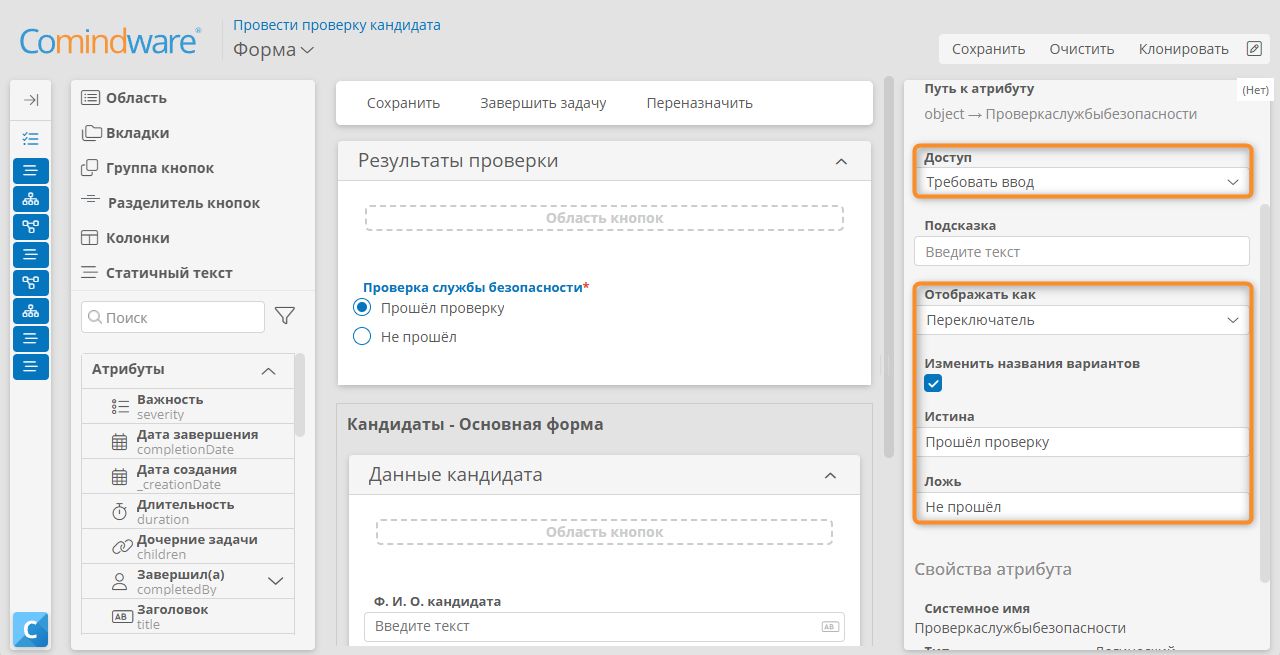 Comindware®
Провести проверку кандидата
Форма
Сохранить
Очистить
Клонировать
Область
Вкладки
Группа кнопок
Разделитель кнопок
Колонки
Статичный текст
Поиск
Атрибуты
Важность
severity
Дата завершения
completionDate
Дата создания
_creationDate
Длительность
duration
Дочерние задачи
children
Завершил(а)
completedBy
AB
Заголовок
title
C
Сохранить
Завершить задачу
Переназначить
Результаты проверки
Область кнопок
Проверка службы безопасности*
Прошёл проверку
Не прошёл
Кандидаты - Основная форма
Данные кандидата
Область кнопок
Ф. И. О. кандидата
Введите текст
AB
Путь к атрибуту
(Нет)
object → Проверкаслужбыбезопасности
Доступ
Требовать ввод
Подсказка
Введите текст
Отображать как
Переключатель
Изменить названия вариантов
Истина
Прошёл проверку
Ложь
Не прошёл
Свойства атрибута
Системное имя
Проверкаслужбыбезопасности
Тип
Логический